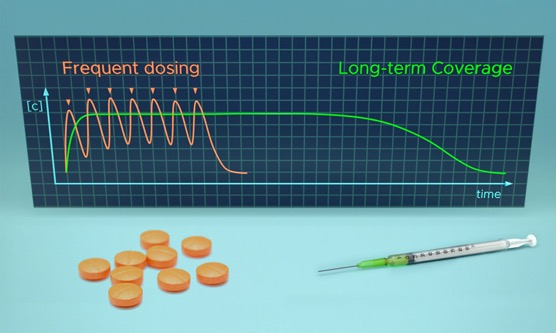 Frequent dosing
Long-term Coverage
[c]
time